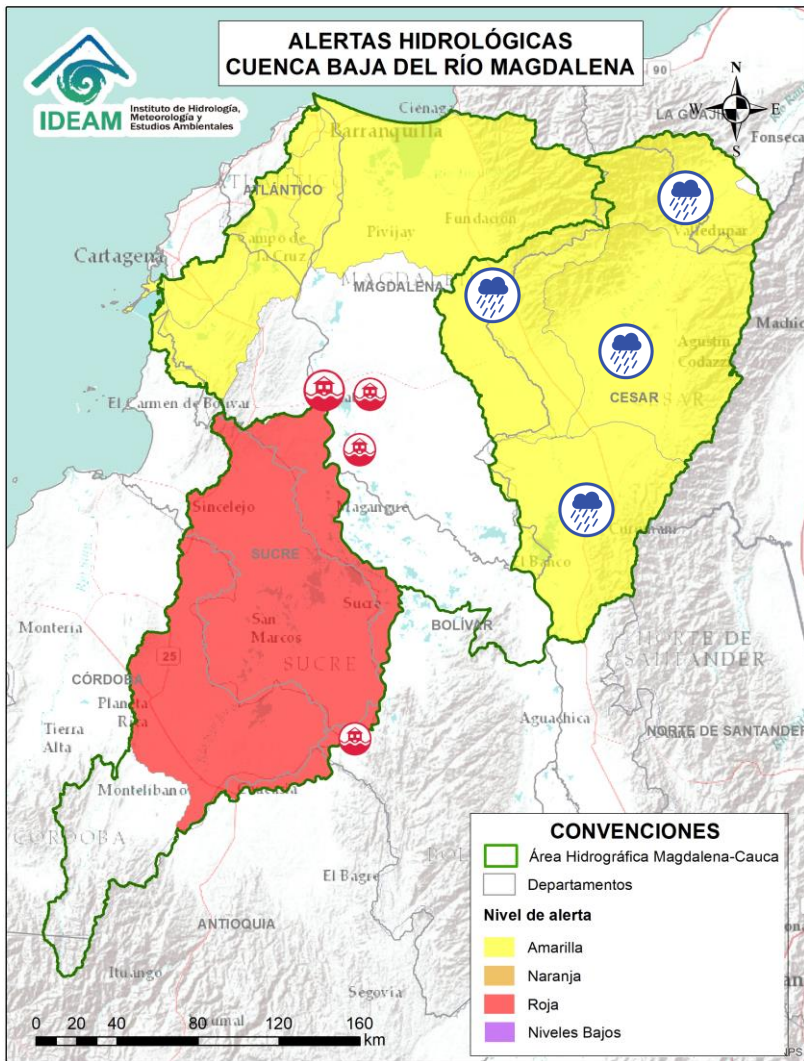 ALERTAS HIDROLÓGICAS
CUENCA BAJA DEL RÍO MAGDALENA
IDEAM
Instituto de Hidrología,
Meteorología y
Estudios Ambientales
N
W E
S
90
Ciénaga
LA GUAJIRA
Fonseca
Barranquilla
ATLÁNTICO
Valledupar
Fundación
Pivijay
Campo de
la Cruz
Cartagena
MAGDALENA
Agustín
Codazzi
CESAR
El Carmen de Bolívar
Sincelejo
Magangue
SUCRE
El Banco
Sucre
San
Marcos
SUCRE
BOLÍVAR
Montería
25
CÓRDOBA
Planeta
Rica
Tierra
Alta
NORTE DE
SANTANDER
Aguachica
NORTE DE SANTANDER
Montelibano
CÓRDOBA
El Bagre
ANTIOQUIA
Ituango
Segovia
0 20 40 80 120 160
km
CONVENCIONES
Área Hidrográfica Magdalena-Cauca
Departamentos
Nivel de alerta
Amarilla
Naranja
Roja
Niveles Bajos